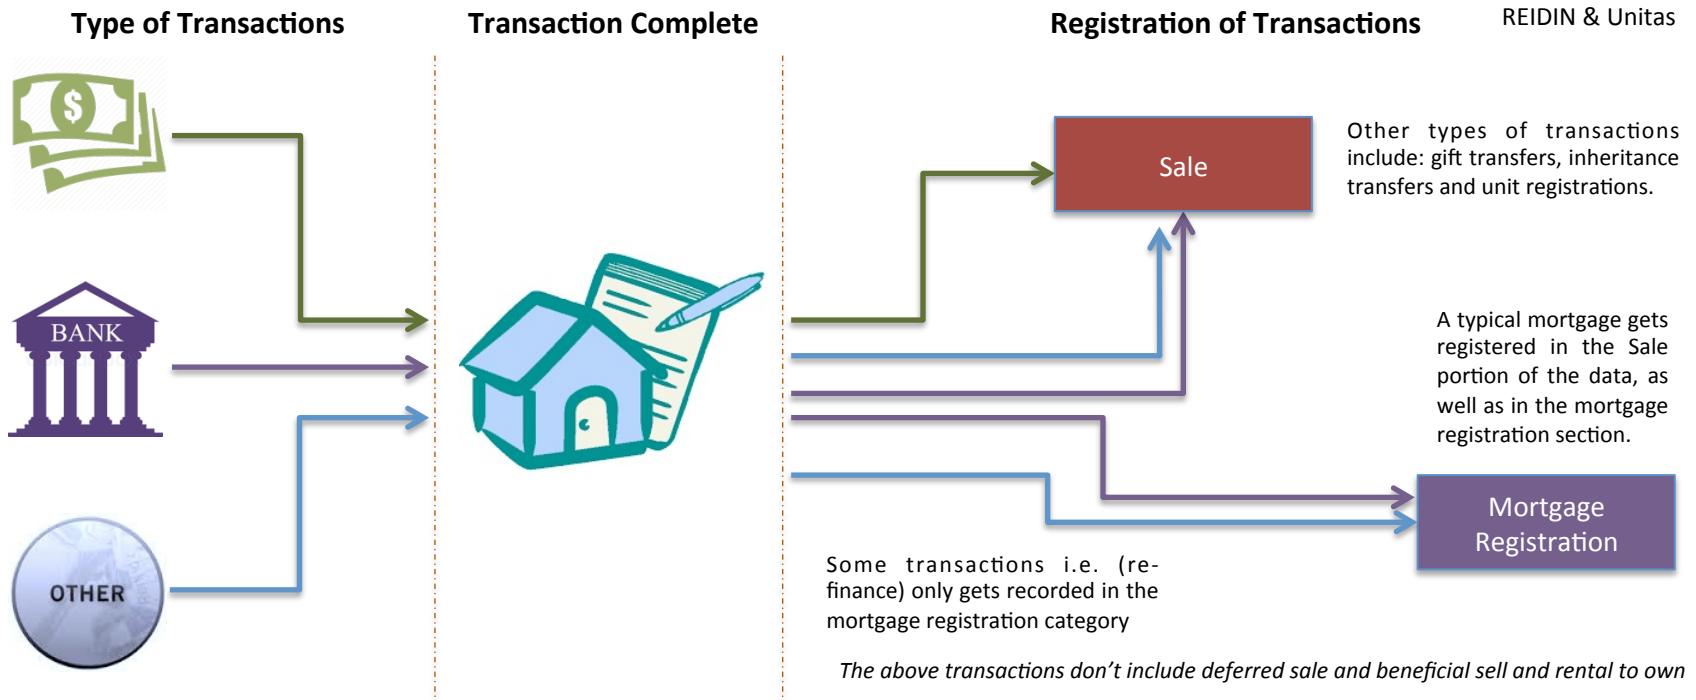 Type of Transactions
Transaction Complete
Registration of Transactions
REIDIN & Unitas
$
BANK
OTHER
Sale
Other types of transactions
include: gift transfers, inheritance
transfers and unit registrations.
A typical mortgage gets
registered in the Sale
portion of the data, as
well as in the mortgage
registration section.
Mortgage
Registration
Some transactions i.e. (re-
finance) only gets recorded in the
mortgage registration category
The above transactions don’t include deferred sale and beneficial sell and rental to own